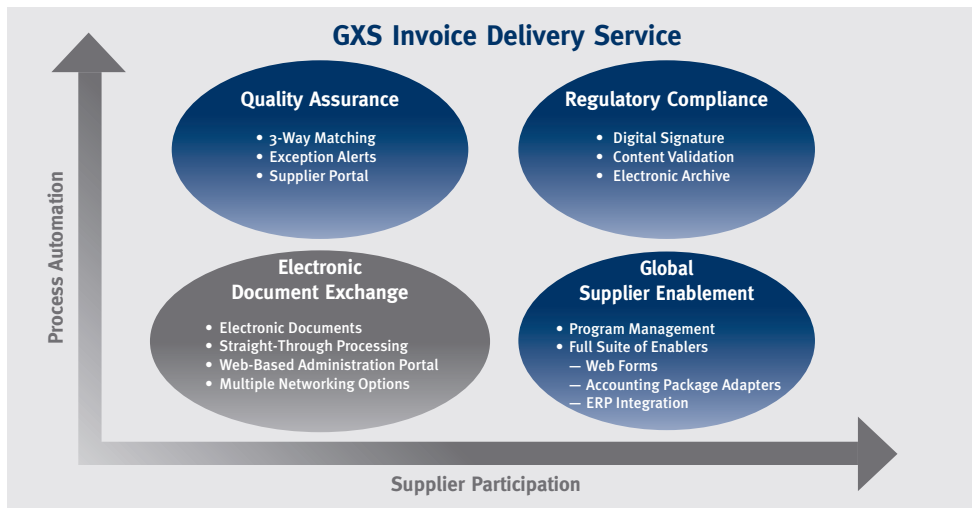 GXS Invoice Delivery Service
Quality Assurance
• 3-Way Matching
• Exception Alerts
• Supplier Portal
Regulatory Compliance
• Digital Signature
• Content Validation
• Electronic Archive
Process Automation
Electronic
Document Exchange
• Electronic Documents
• Straight-Through Processing
• Web-Based Administration Portal
• Multiple Networking Options
Global
Supplier Enablement
• Program Management
• Full Suite of Enablers
— Web Forms
— Accounting Package Adapters
— ERP Integration
Supplier Participation